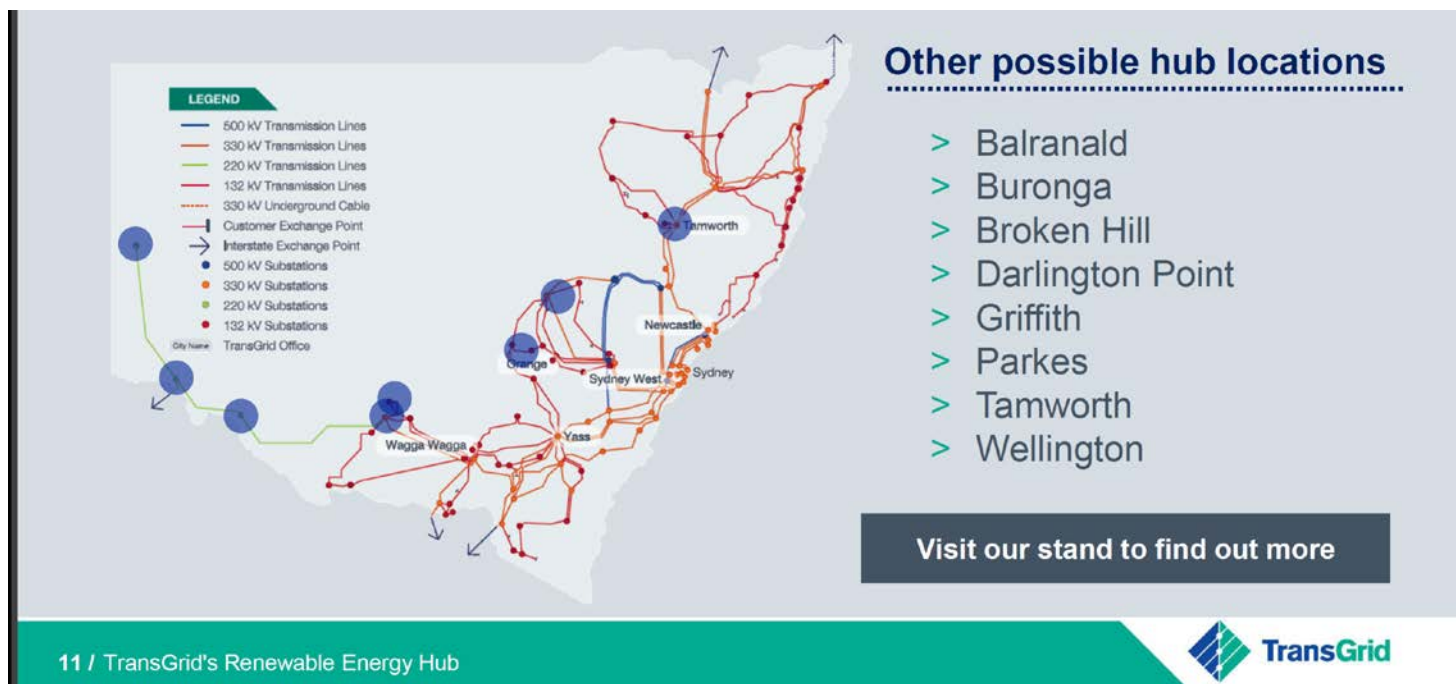 Other possible hub locations
> Balranald
> Buronga
> Broken Hill
> Darlington Point
> Griffith
> Parkes
> Tamworth
> Wellington
Visit our stand to find out more
LEGEND
500 kV Transmission Lines
330 kV Transmission Lines
220 kV Transmission Lines
132 kV Transmission Lines
330 kV Underground Cable
Customer Exchange Point
Interstate Exchange Point
500 kV Substations
330 kV Substations
220 kV Substations
132 kV Substations
City Name TransGrid Office
Tamworth
Newcastle
Orange
Sydney West
Sydney
Wagga Wagga
Yass
11 / TransGrid's Renewable Energy Hub
TransGrid